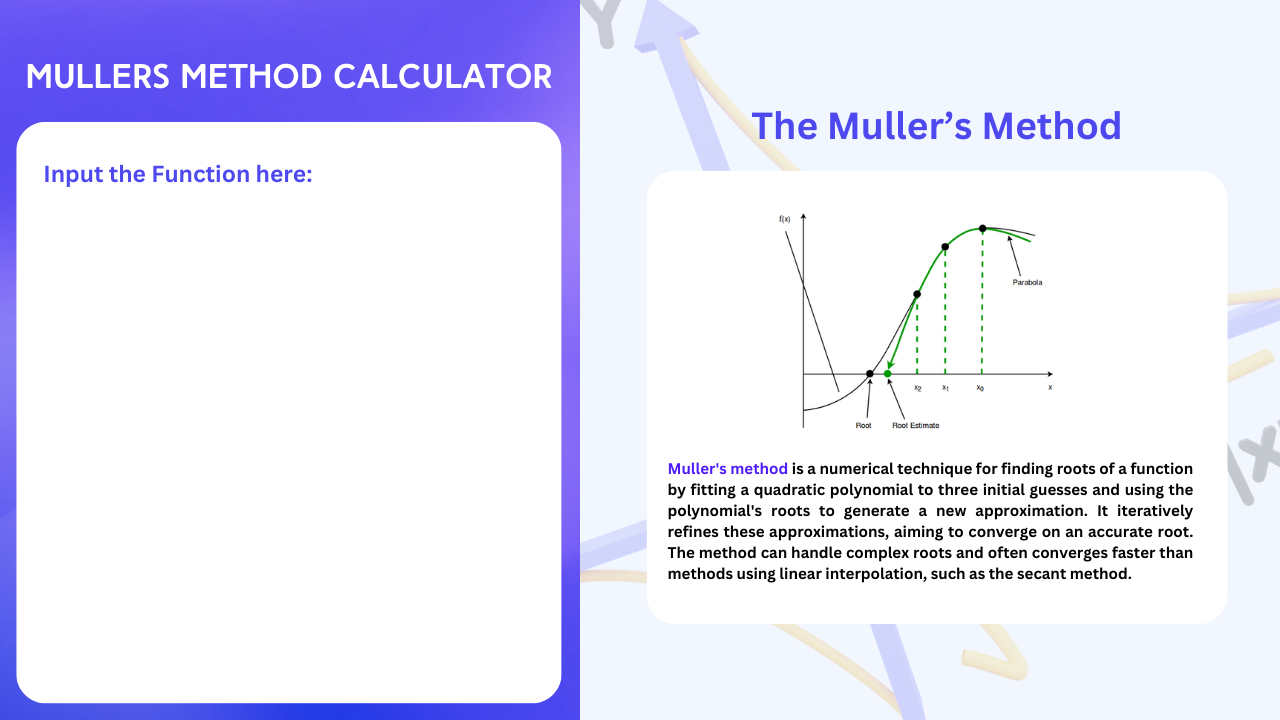 MULLERS METHOD CALCULATOR
Input the Function here:
Y
The Muller’s Method
f(x)
Parabola
x2
x1
x0
x
Root
Root Estimate
Muller's method is a numerical technique for finding roots of a function
by fitting a quadratic polynomial to three initial guesses and using the
polynomial's roots to generate a new approximation. It iteratively
refines these approximations, aiming to converge on an accurate root.
The method can handle complex roots and often converges faster than
methods using linear interpolation, such as the secant method.